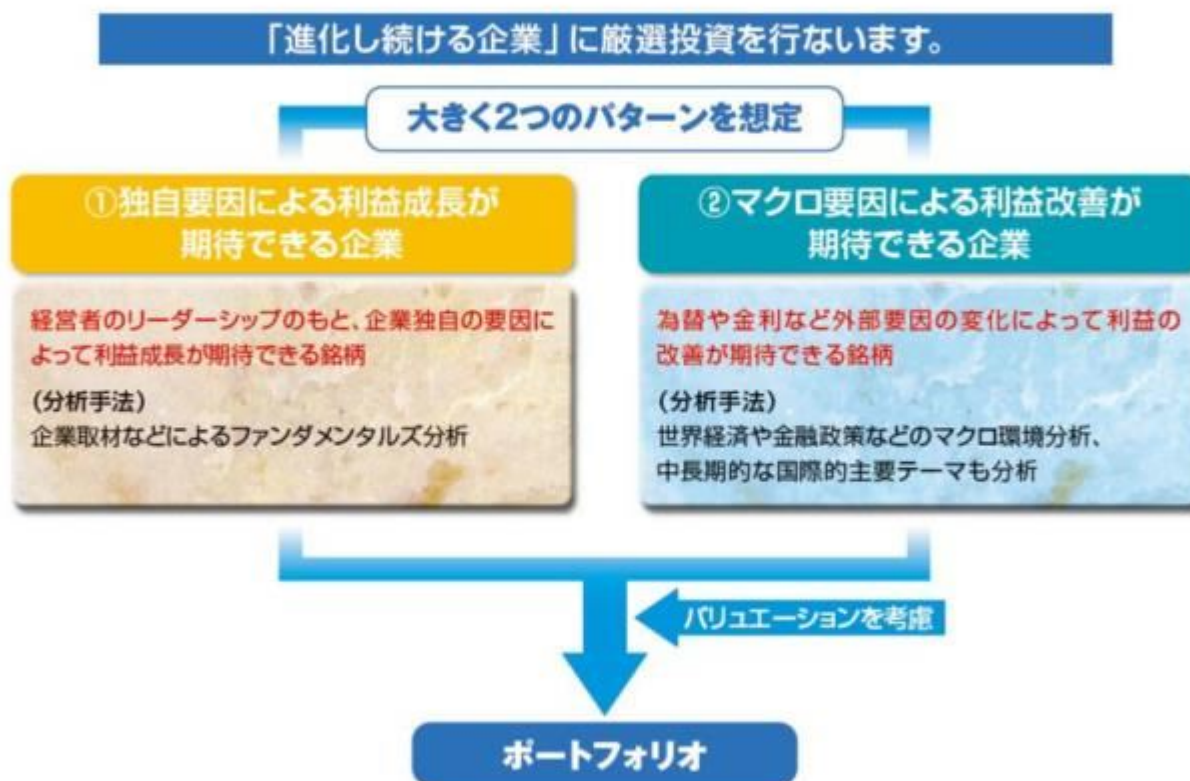 「進化し続ける企業」に厳選投資を行ないます。
大きく2つのパターンを想定
①独自要因による利益成長が
期待できる企業
経営者のリーダーシップのもと、企業独自の要因に
よって利益成長が期待できる銘柄
(分析手法)
企業取材などによるファンダメンタルズ分析
②マクロ要因による利益改善が
期待できる企業
為替や金利など外部要因の変化によって利益の
改善が期待できる銘柄
(分析手法)
世界経済や金融政策などのマクロ環境分析、
中長期的な国際的主要テーマも分析
バリュエーションを考慮
ポートフォリオ